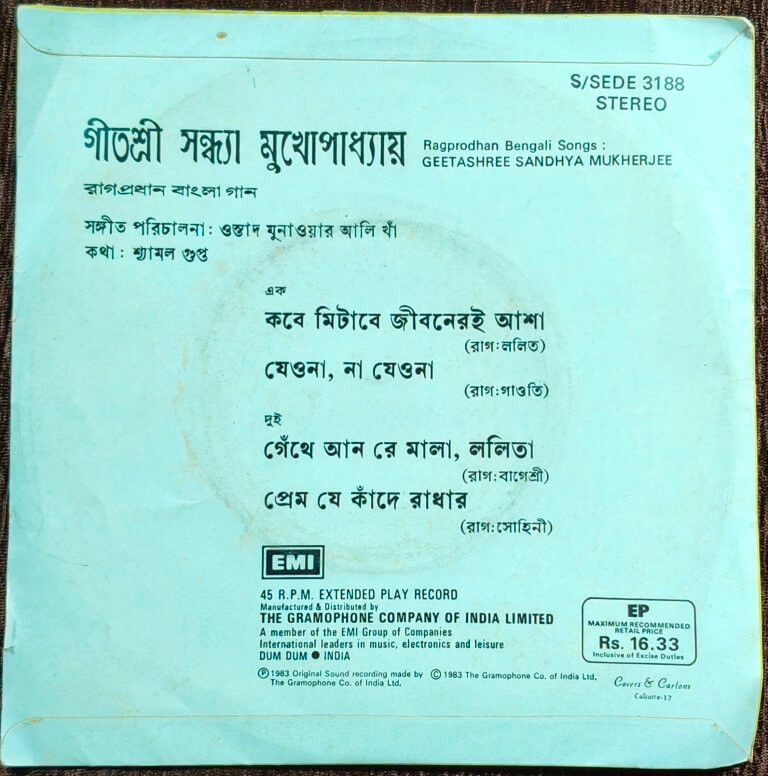 S/SEDE 3188
STEREO
গীতশ্রী সন্ধ্যা মুখোপাধ্যায়
Ragprodhan Bengali Songs :
GEETASHREE SANDHYA MUKHERJEE
রাগপ্রধান বাংলা গান
সঙ্গীত পরিচালনা : ওস্তাদ মুনাওয়ার আলি খাঁ
কথা : শ্যামল গুপ্ত
এক
কবে মিটাবে জীবনেরই আশা
(রাগ:ললিত)
যেওনা, না যেওনা
(রাগ:গাওতি)
দুই
গেঁথে আন রে মালা, ললিতা
(রাগ:বাগেশ্রী)
প্রেম যে কাঁদে রাধার
(রাগ:সোহিনী)
EMI
45 R.P.M. EXTENDED PLAY RECORD
Manufactured & Distributed by
THE GRAMOPHONE COMPANY OF INDIA LIMITED
A member of the EMI Group of Companies
International leaders in music, electronics and leisure
DUM DUM ● INDIA
Ⓟ 1983 Original Sound recording made by © 1983 The Gramophone Co. of India Ltd.
The Gramophone Co. of India Ltd.
EP
MAXIMUM RECOMMENDED
RETAIL PRICE
Rs. 16.33
Inclusive of Excise Duties
Covers & Cartons
Calcutta-17